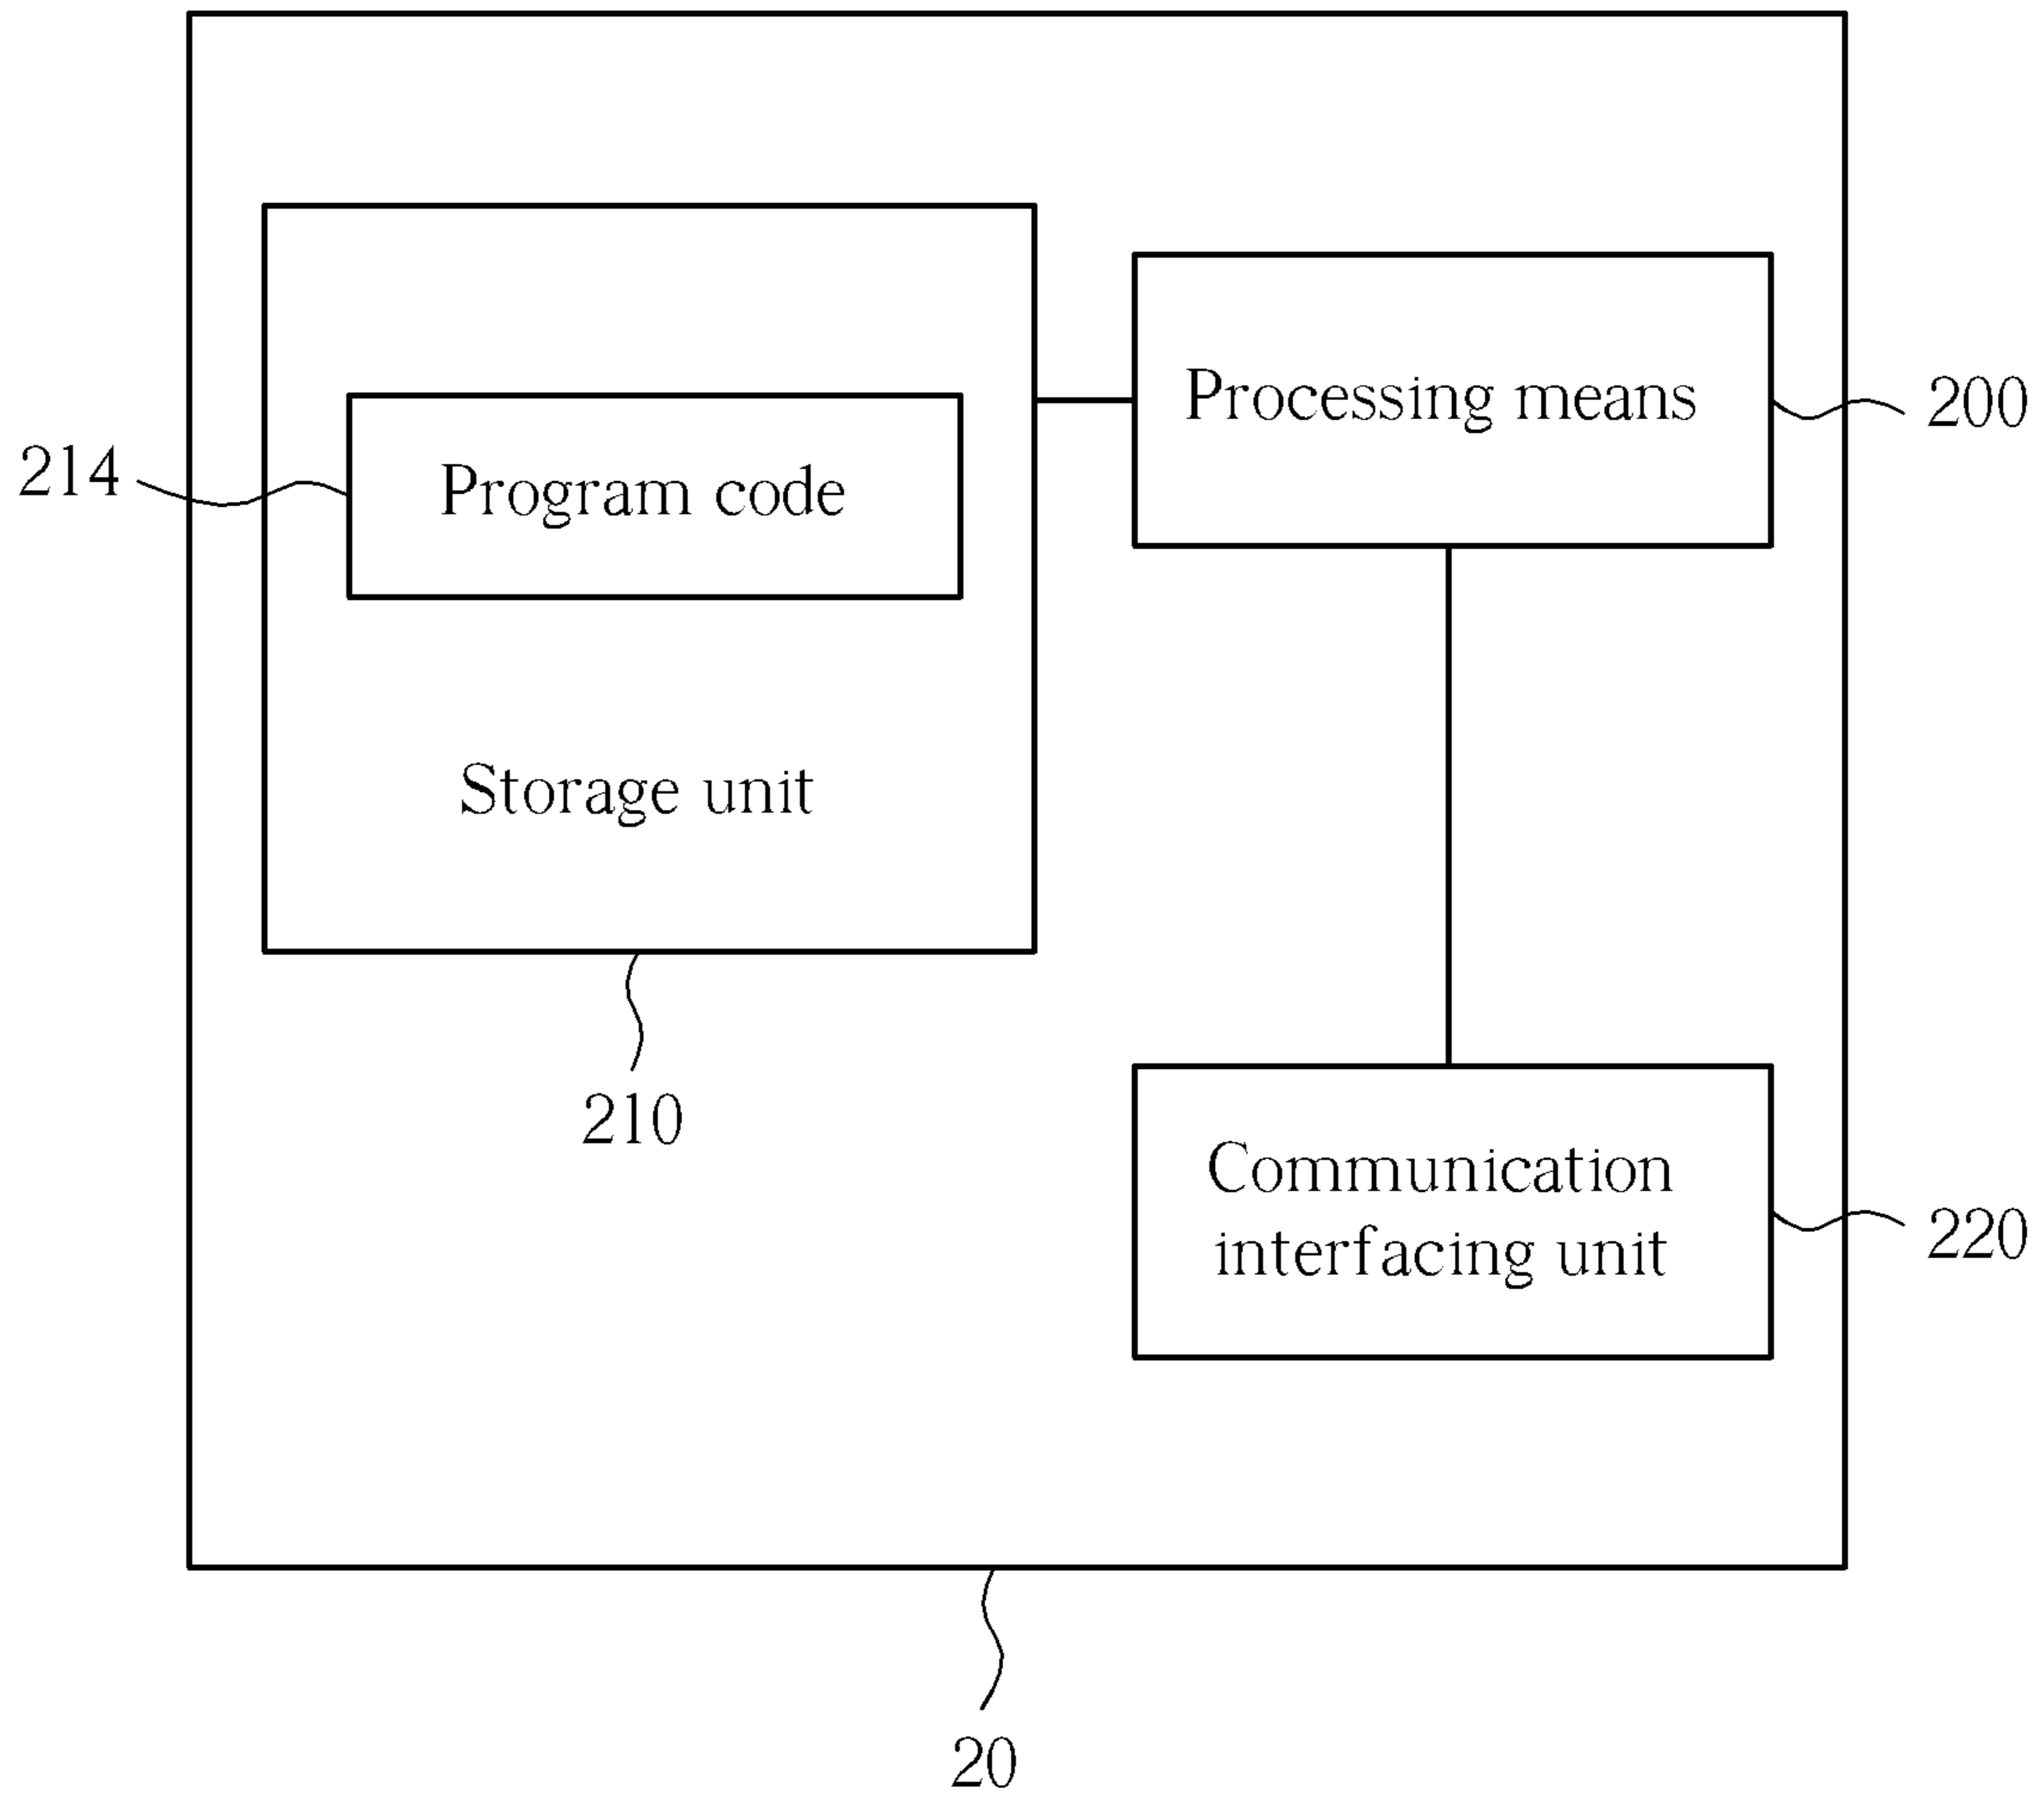 Processing means
200
214
Program code
Storage unit
210
Communication
interfacing unit
220
20